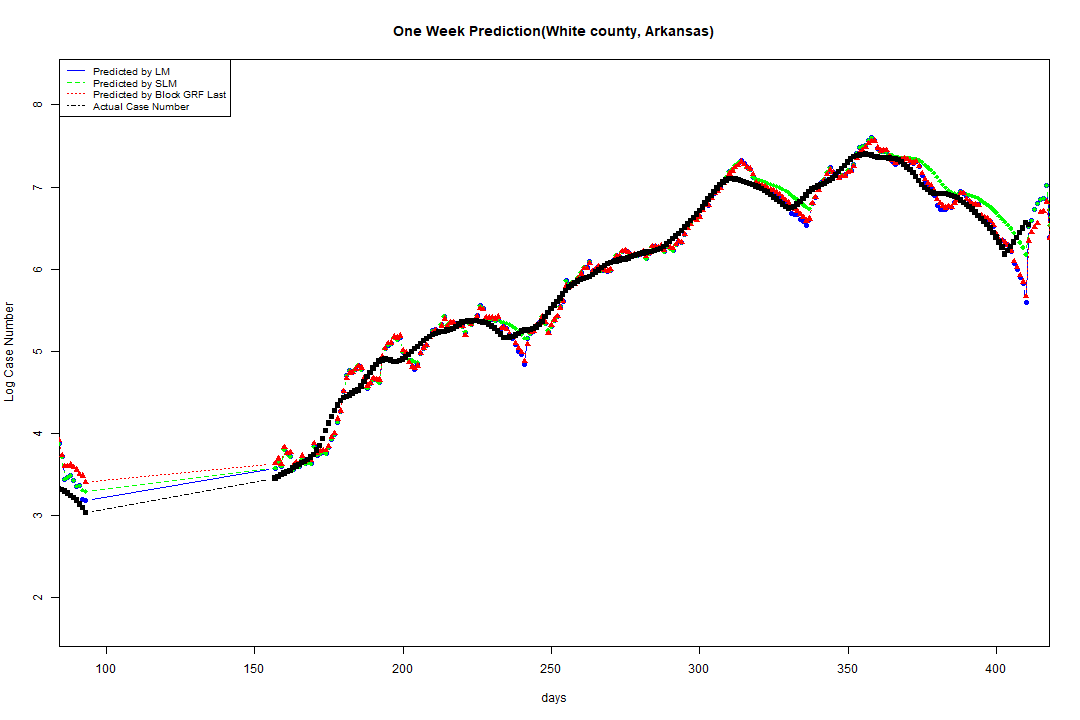 One Week Prediction(White county, Arkansas)
Predicted by LM
Predicted by SLM
Predicted by Block GRF Last
Actual Case Number
8
7
6
5
4
3
2
Log Case Number
100 150 200 250 300 350 400
days